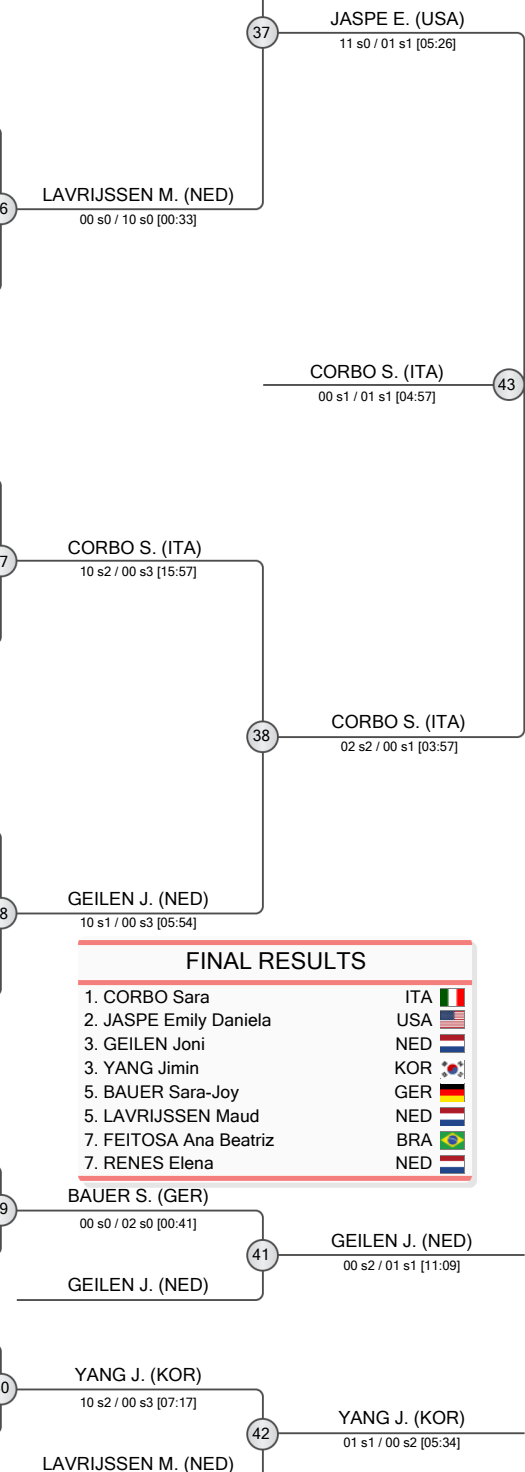 37
JASPE E. (USA)
11 s0 / 01 s1 [05:26]
6
LAVRIJSSEN M. (NED)
00 s0 / 10 s0 [00:33]
CORBO S. (ITA)
00 s1 / 01 s1 [04:57]
43
7
CORBO S. (ITA)
10 s2 / 00 s3 [15:57]
38
CORBO S. (ITA)
02 s2 / 00 s1 [03:57]
8
GEILEN J. (NED)
10 s1 / 00 s3 [05:54]
FINAL RESULTS
1. CORBO Sara ITA
2. JASPE Emily Daniela USA
3. GEILEN Joni NED
3. YANG Jimin KOR
5. BAUER Sara-Joy GER
5. LAVRIJSSEN Maud NED
7. FEITOSA Ana Beatriz BRA
7. RENES Elena NED
9
BAUER S. (GER)
00 s0 / 02 s0 [00:41]
41
GEILEN J. (NED)
00 s2 / 01 s1 [11:09]
GEILEN J. (NED)
0
YANG J. (KOR)
10 s2 / 00 s3 [07:17]
42
YANG J. (KOR)
01 s1 / 00 s2 [05:34]
LAVRIJSSEN M. (NED)